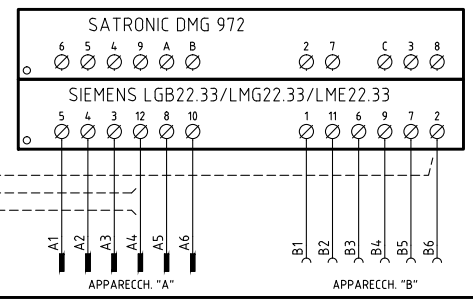 SATRONIC DMG 972
6 5 4 9 A B 2 7 C 3 8
SIEMENS LGB22.33/LMG22.33/LME22.33
5 4 3 12 8 10 1 11 6 9 7 2
A1 A2 A3 A4 A5 A6 B1 B2 B3 B4 B5 B6
APPARECCH. "A" APPARECCH. "B"